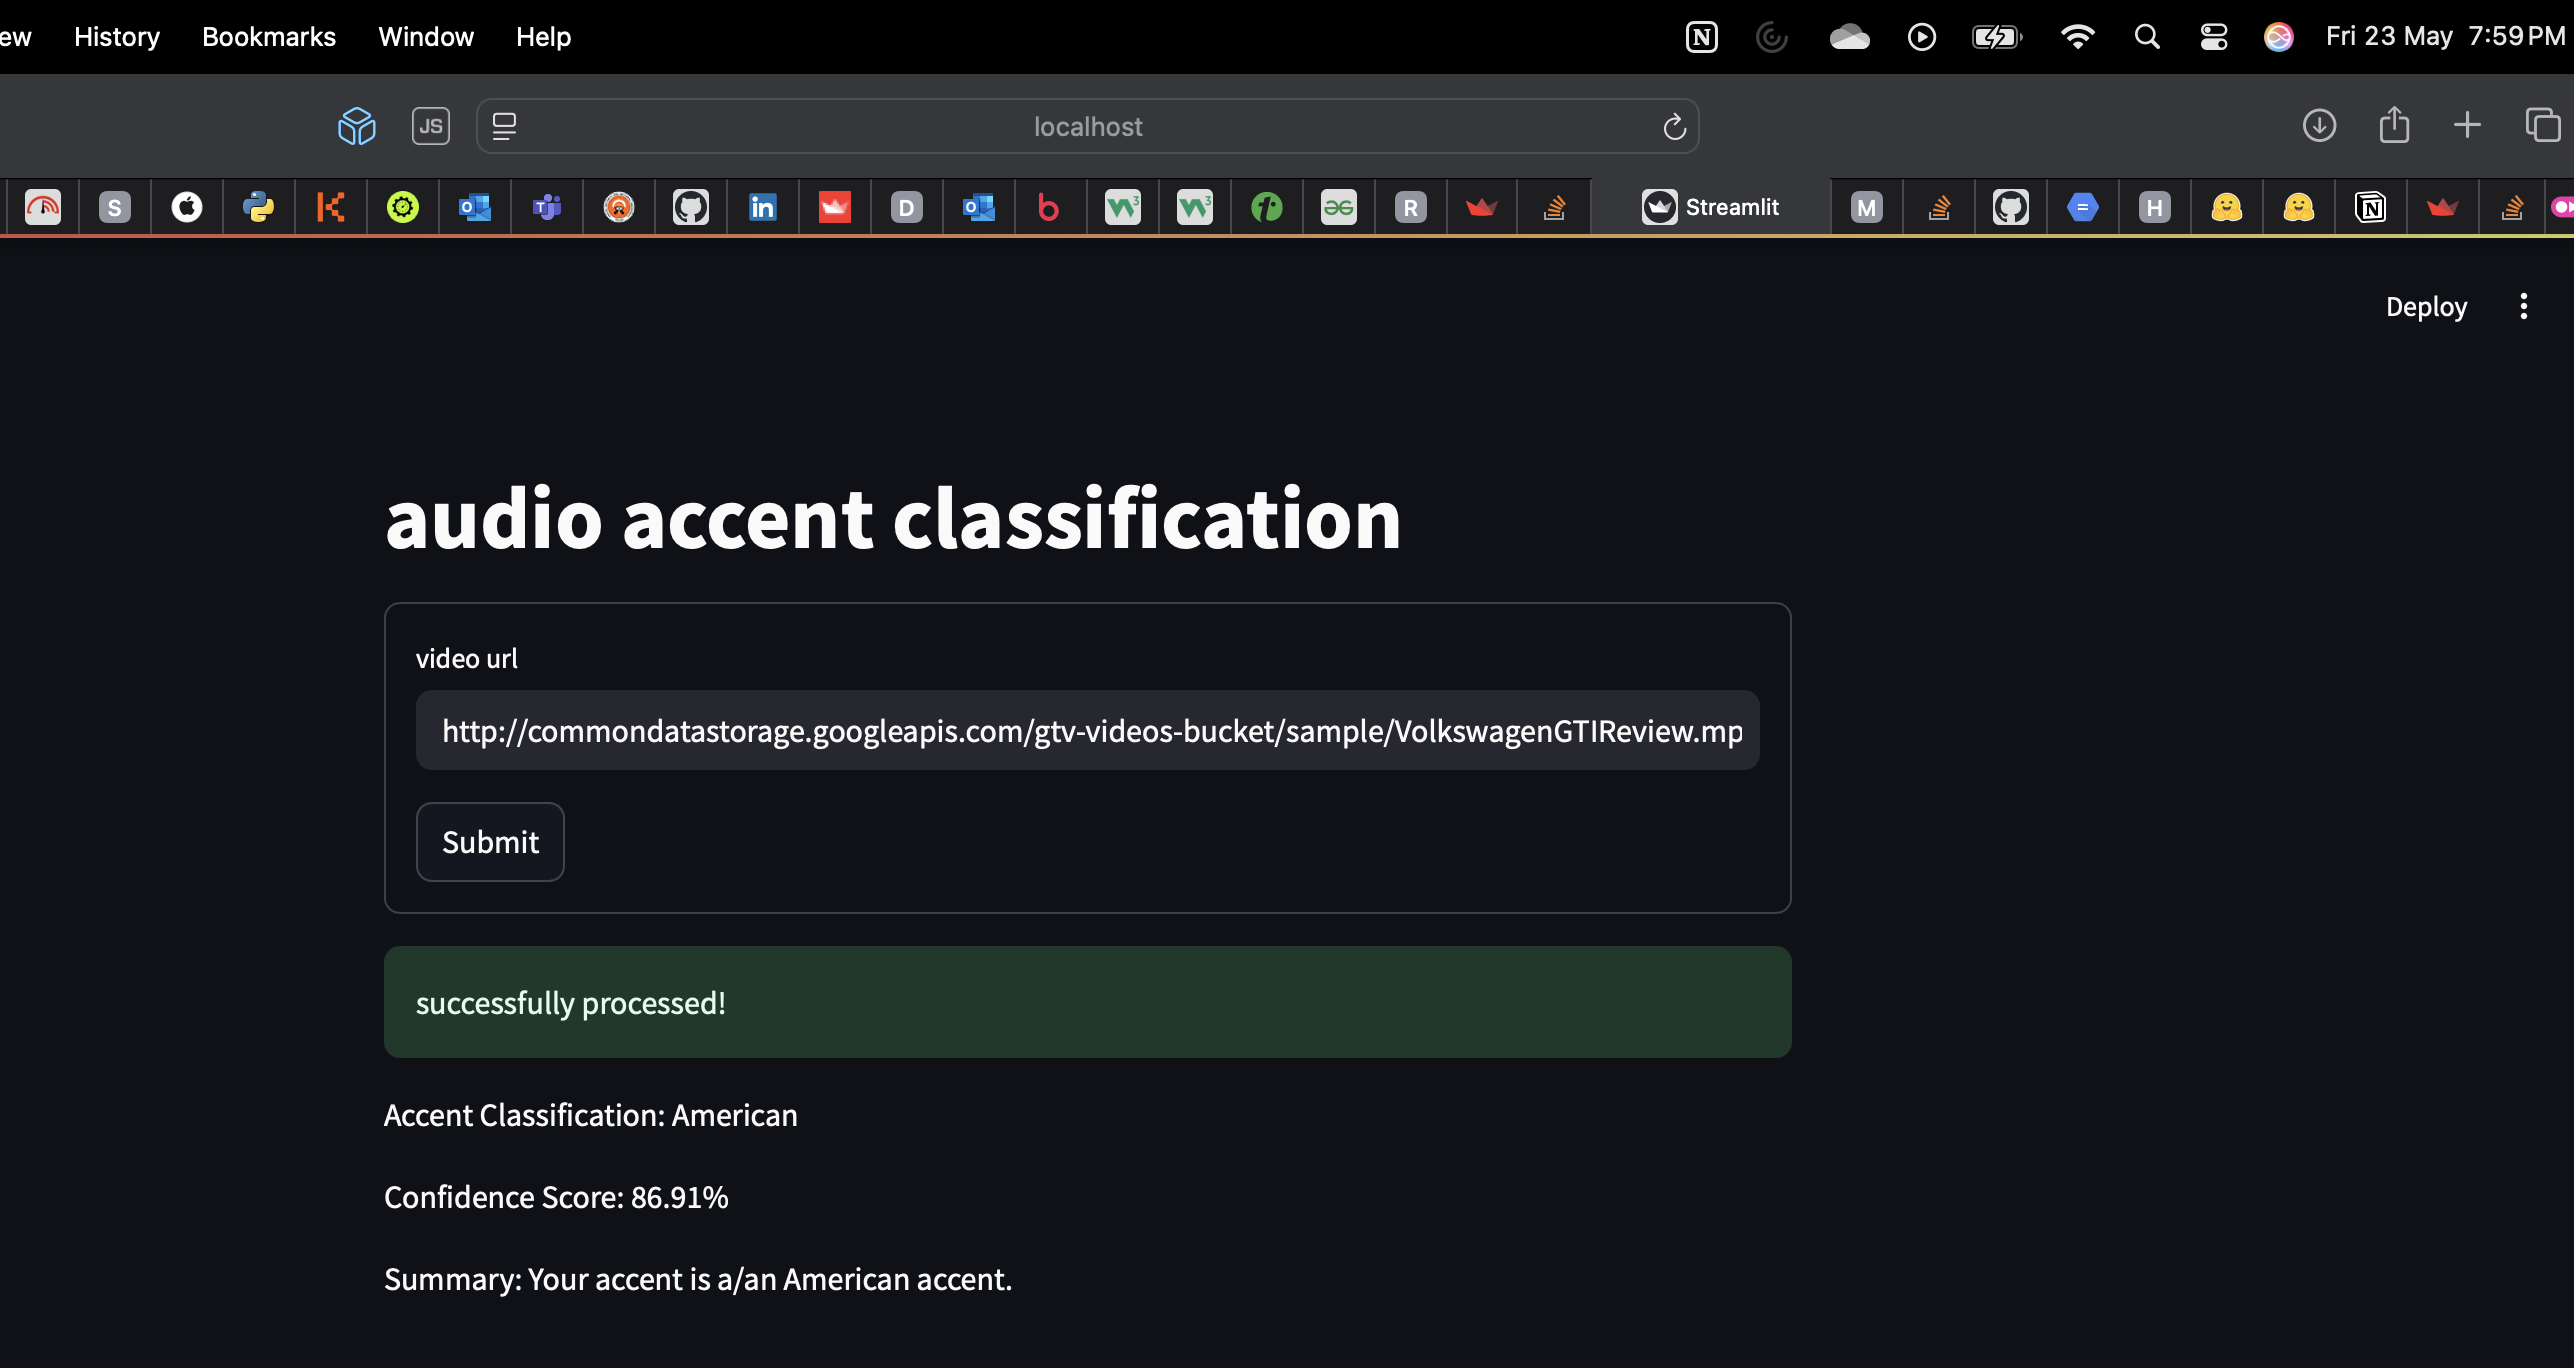 ew History Bookmarks Window Help N Fri 23 May 7:59 PM
JS localhost
S T D b W3 W3 R Streamlit M H N
Deploy
audio accent classification
video url
http://commondatastorage.googleapis.com/gtv-videos-bucket/sample/VolkswagenGTIReview.mp
Submit
successfully processed!
Accent Classification: American
Confidence Score: 86.91%
Summary: Your accent is a/an American accent.